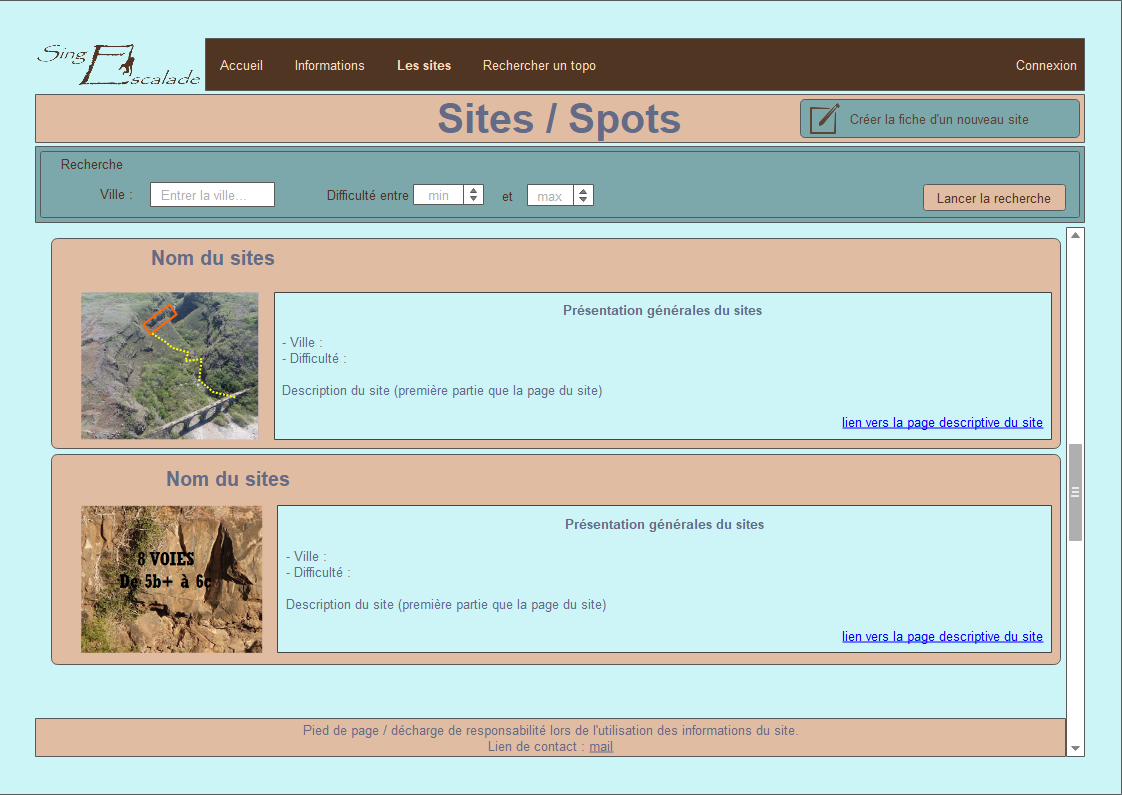 Sing Escalade
Accueil Informations Les sites Rechercher un topo Connexion
Sites / Spots
Créer la fiche d'un nouveau site
Recherche
Ville : Entrer la ville... Difficulté entre min et max Lancer la recherche
Nom du sites
Présentation générales du sites
- Ville :
- Difficulté :
Description du site (première partie que la page du site)
lien vers la page descriptive du site
Nom du sites
8 VOIES
De 5b+ à 6c
Présentation générales du sites
- Ville :
- Difficulté :
Description du site (première partie que la page du site)
lien vers la page descriptive du site
Pied de page / décharge de responsabilité lors de l'utilisation des informations du site.
Lien de contact : mail